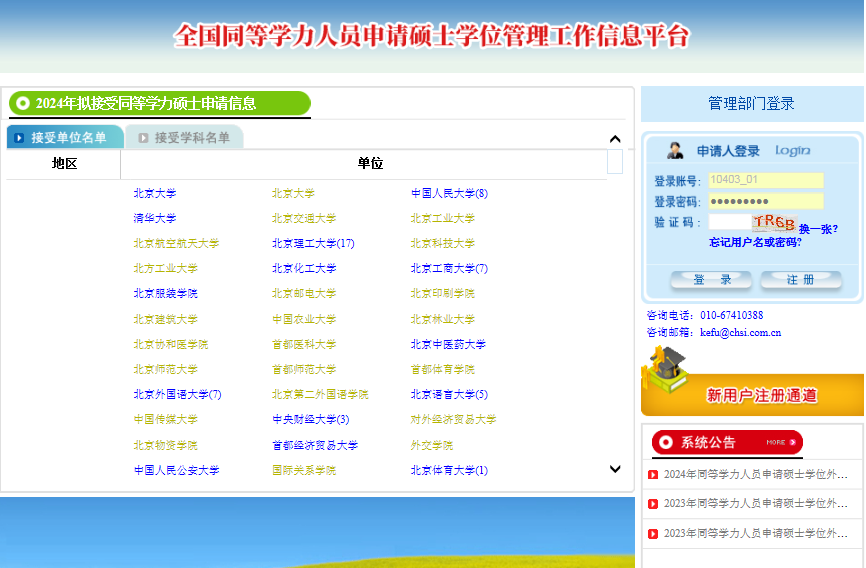 全国同等学力人员申请硕士学位管理工作信息平台
2024年拟接受同等学力硕士申请信息
接受单位名单 接受学科名单
地区 单位
北京大学 北京大学 中国人民大学(8)
清华大学 北京交通大学 北京工业大学
北京航空航天大学 北京理工大学(17) 北京科技大学
北方工业大学 北京化工大学 北京工商大学(7)
北京服装学院 北京邮电大学 北京印刷学院
北京建筑大学 中国农业大学 北京林业大学
北京协和医学院 首都医科大学 北京中医药大学
北京师范大学 首都师范大学 首都体育学院
北京外国语大学(7) 北京第二外国语学院 北京语言大学(5)
中国传媒大学 中央财经大学(3) 对外经济贸易大学
北京物资学院 首都经济贸易大学 外交学院
中国人民公安大学 国际关系学院 北京体育大学(1)
管理部门登录
申请人登录 Login
登录账号: 10403_01
登录密码: ●●●●●●●●●
验 证 码: TR6B 换一张?
忘记用户名或密码?
登 录 注 册
咨询电话: 010-67410388
咨询邮箱: kefu@chsi.com.cn
新用户注册通道
系统公告 MORE
2024年同等学力人员申请硕士学位外...
2023年同等学力人员申请硕士学位外...
2023年同等学力人员申请硕士学位外...